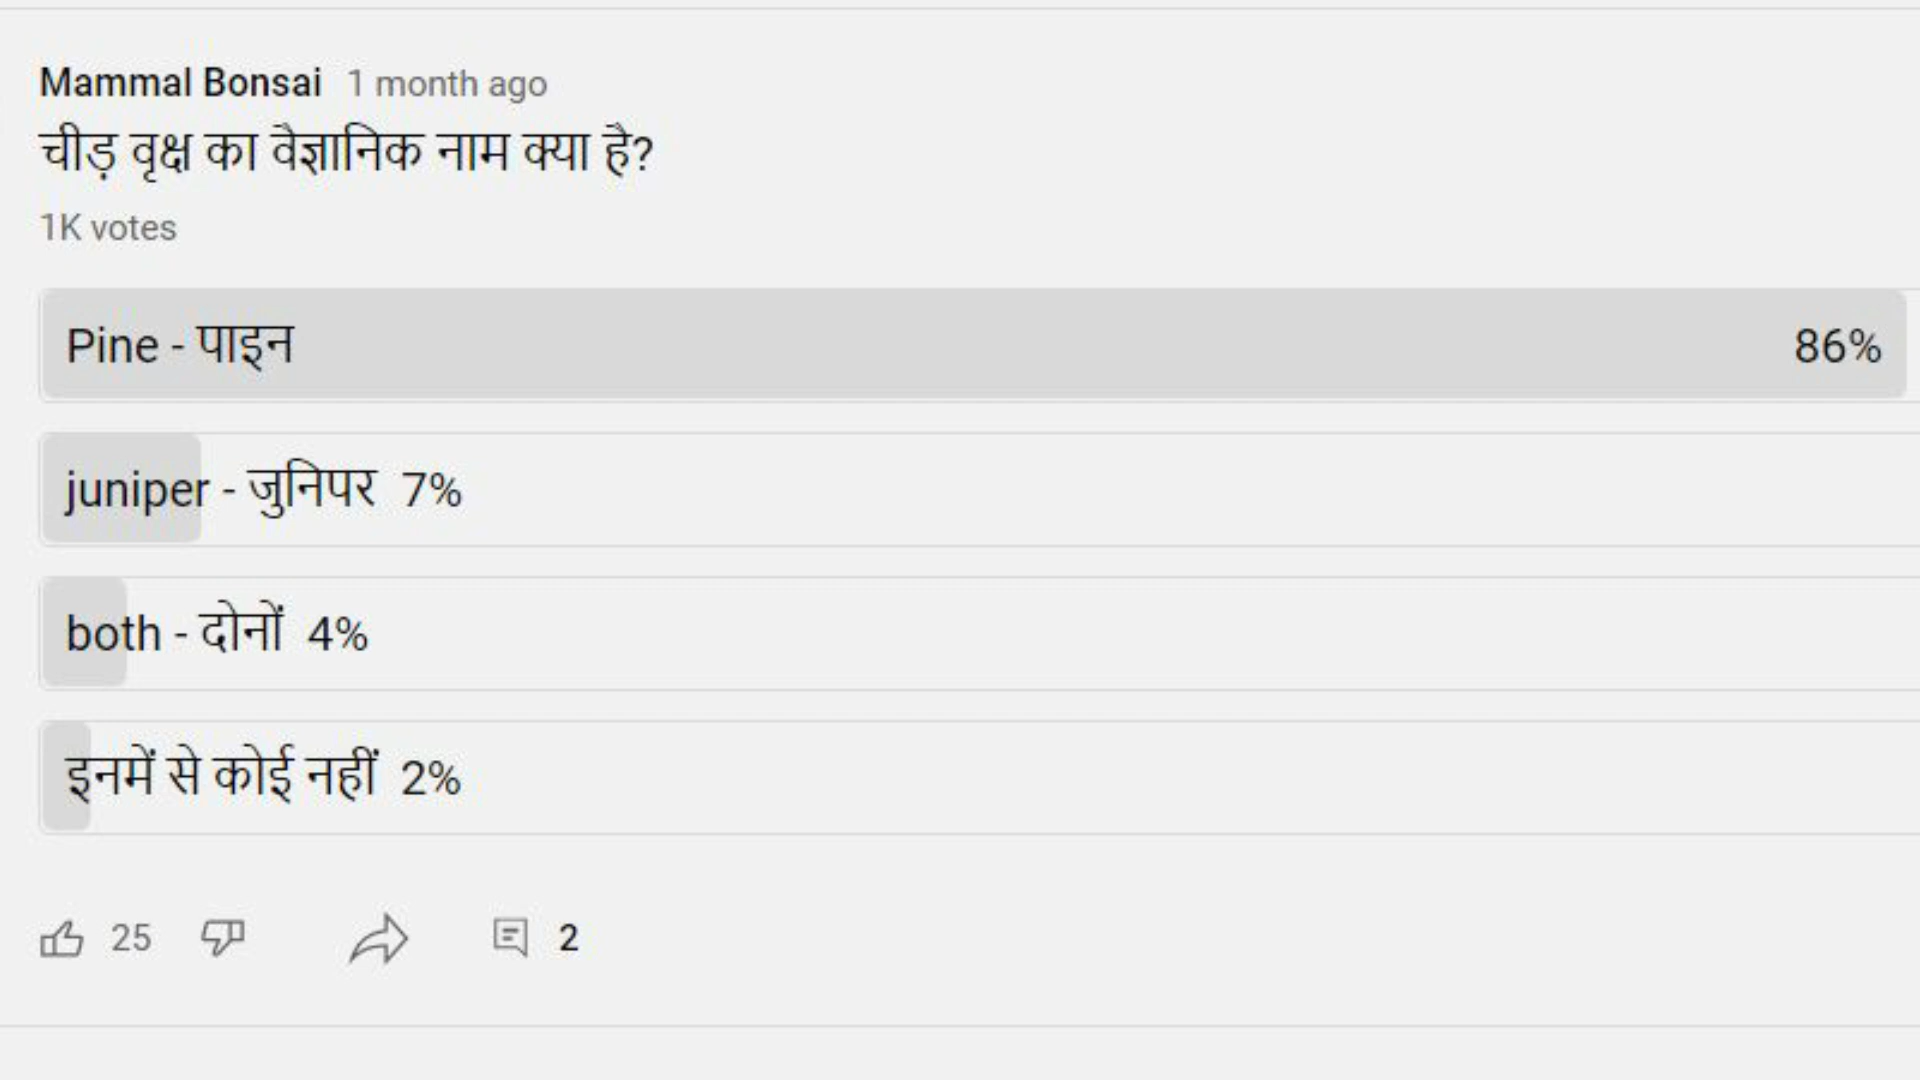 Mammal Bonsai 1 month ago
चीड़ वृक्ष का वैज्ञानिक नाम क्या है?
1K votes
Pine - पाइन 86%
juniper - जुनिपर 7%
both - दोनों 4%
इनमें से कोई नहीं 2%
25 2